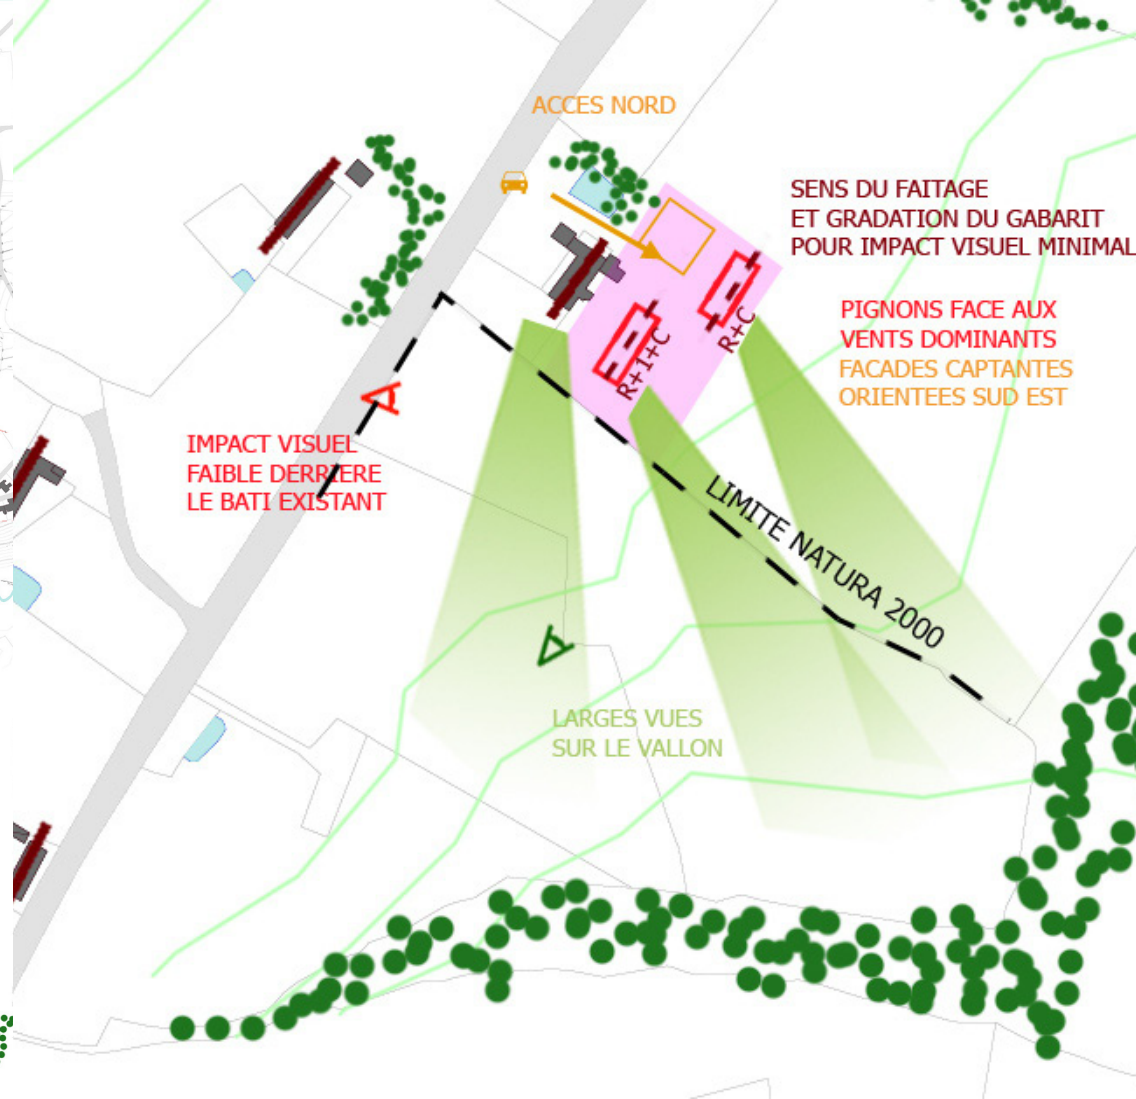 ACCES NORD
SENS DU FAITAGE
ET GRADATION DU GABARIT
POUR IMPACT VISUEL MINIMAL
PIGNONS FACE AUX
VENTS DOMINANTS
FACADES CAPTANTES
ORIENTEES SUD EST
R+C
R+1+C
IMPACT VISUEL
FAIBLE DERRIERE
LE BATI EXISTANT
LIMITE NATURA 2000
LARGES VUES
SUR LE VALLON